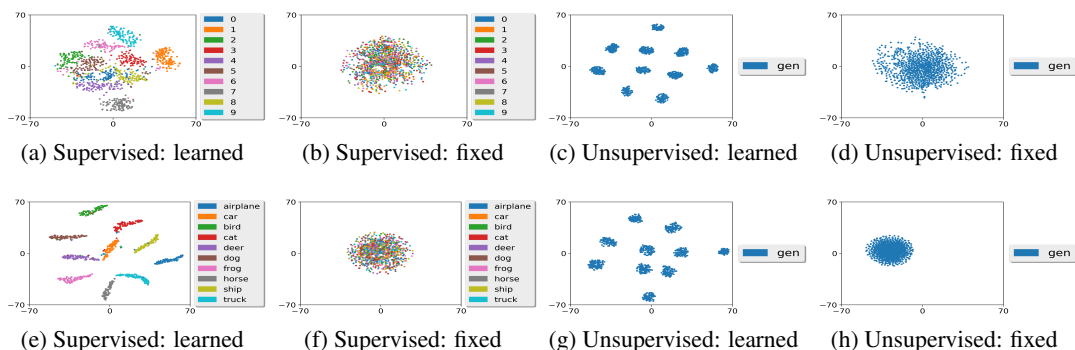 70
0
−70
−70
0
70
0
1
2
3
4
5
6
7
8
9
(a) Supervised: learned
70
0
−70
−70
0
70
0
1
2
3
4
5
6
7
8
9
(b) Supervised: fixed
70
0
−70
−70
0
70
gen
(c) Unsupervised: learned
70
0
−70
−70
0
70
gen
(d) Unsupervised: fixed
70
0
−70
−70
0
70
airplane
car
bird
cat
deer
dog
frog
horse
ship
truck
(e) Supervised: learned
70
0
−70
−70
0
70
airplane
car
bird
cat
deer
dog
frog
horse
ship
truck
(f) Supervised: fixed
70
0
−70
−70
0
70
gen
(g) Unsupervised: learned
70
0
−70
−70
0
70
gen
(h) Unsupervised: fixed